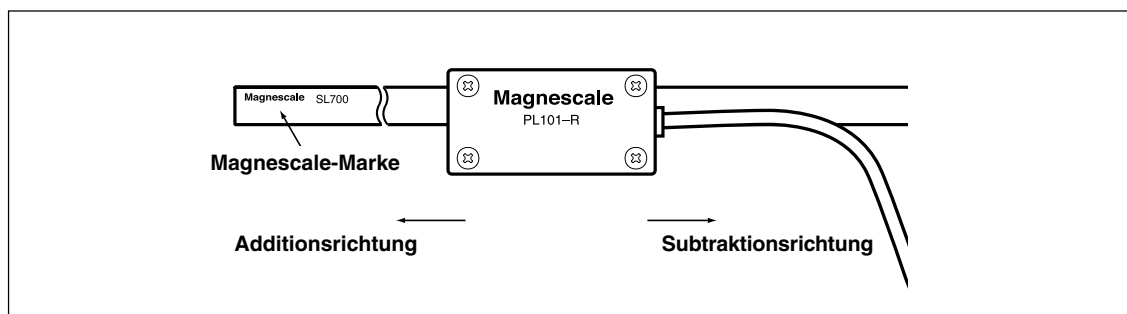 Magnescale SL700
Magnescale
PL101–R
Magnescale-Marke
Additionsrichtung
Subtraktionsrichtung